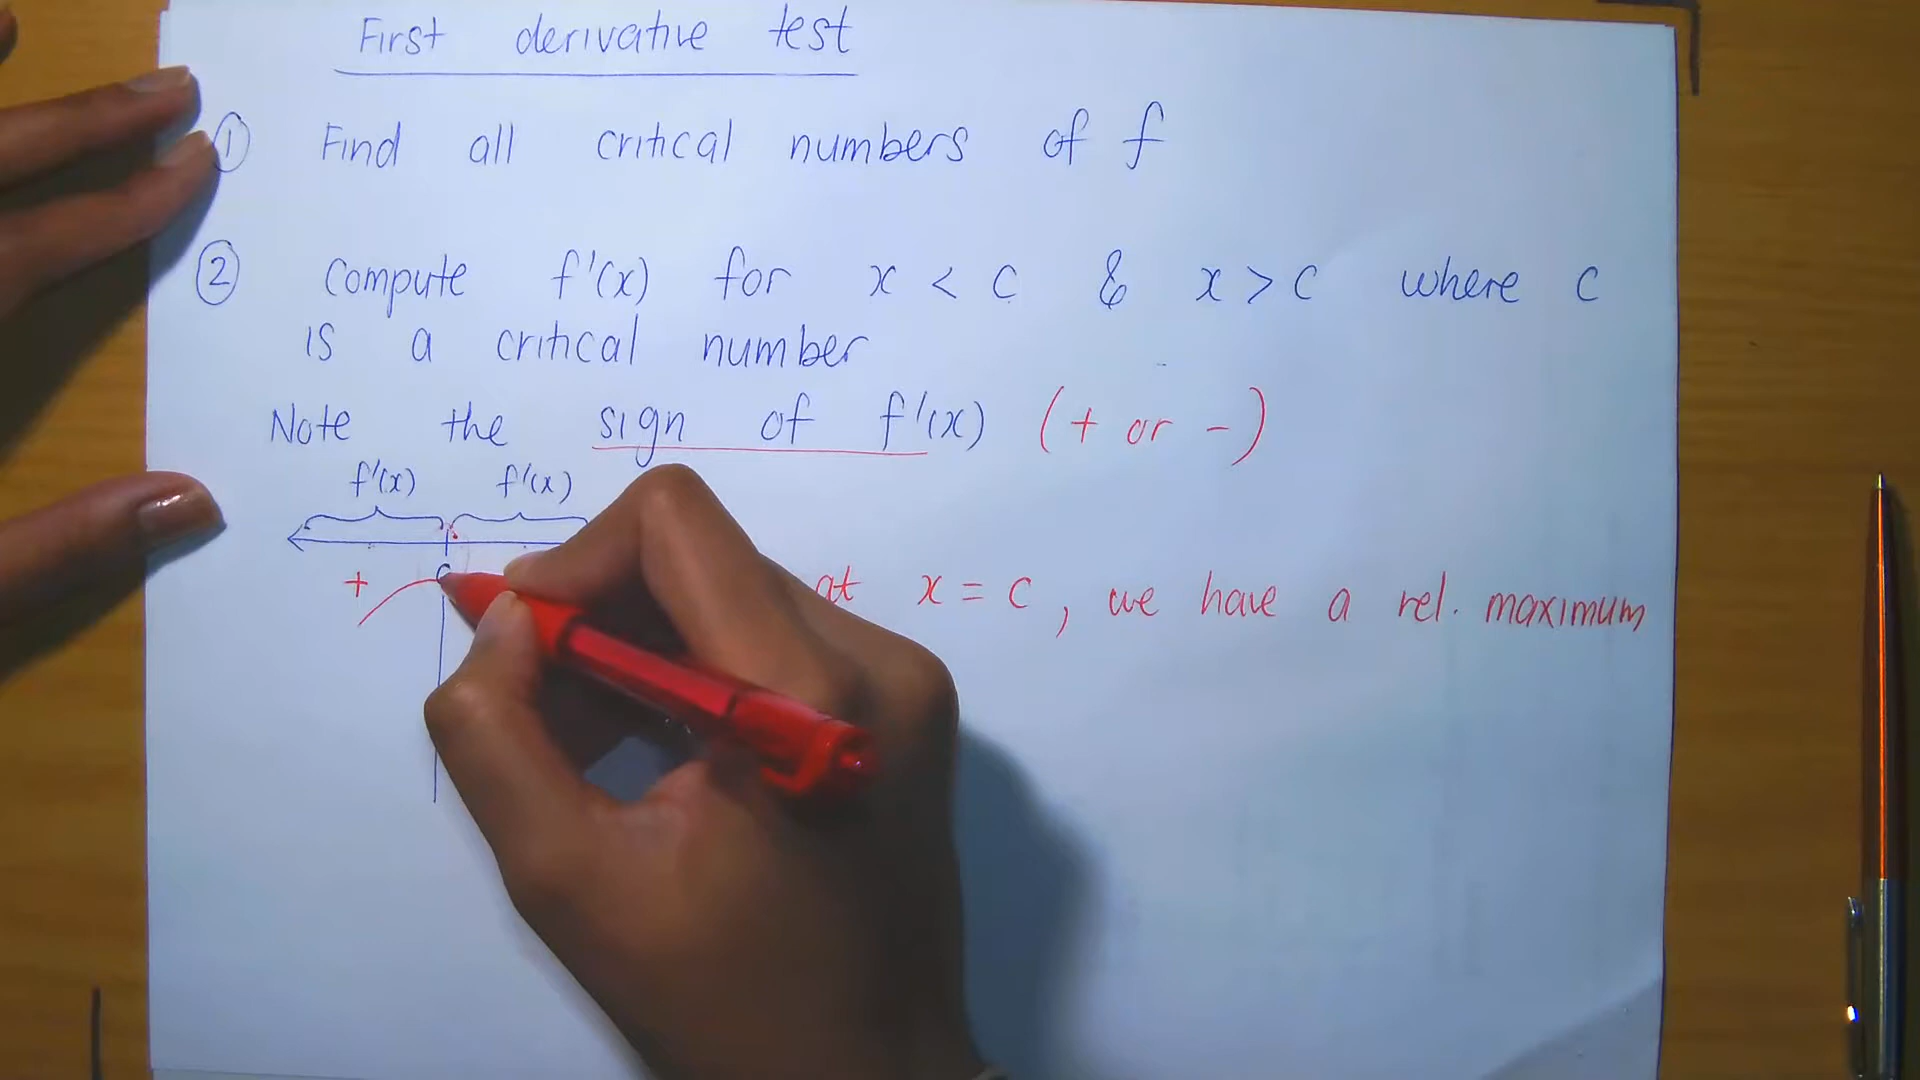 First derivative test
① Find all critical numbers of f
② Compute f'(x) for x < c & x > c where c
is a critical number
Note the sign of f'(x) (+ or -)
f'(x) f'(x)
c
+ at x = c, we have a rel. maximum